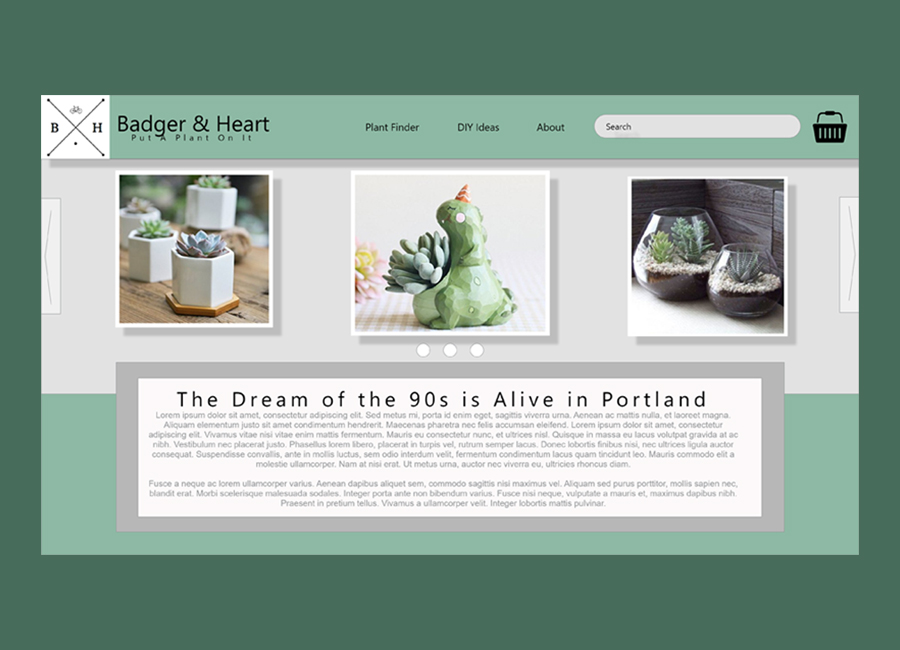 B H
Badger & Heart
Put A Plant On It
Plant Finder DIY Ideas About Search
The Dream of the 90s is Alive in Portland
Lorem ipsum dolor sit amet, consectetur adipiscing elit. Sed metus mi, porta id enim eget, sagittis viverra urna. Aenean ac mattis nulla, et laoreet magna.
Aliquam elementum justo sit amet condimentum hendrerit. Maecenas pharetra nec felis accumsan eleifend. Lorem ipsum dolor sit amet, consectetur
adipiscing elit. Vivamus vitae nisi vitae enim mattis fermentum. Mauris eu consectetur nunc, et ultrices nisl. Quisque in massa eu lacus volutpat gravida at ac
nibh. Vestibulum nec placerat justo. Phasellus lorem libero, placerat in turpis vel, rutrum semper lacus. Donec lobortis finibus nisi, nec ultrices ligula auctor
consequat. Suspendisse convallis, ante in mollis luctus, sem odio interdum velit, fermentum condimentum lacus quam tincidunt leo. Mauris commodo elit a
molestie ullamcorper. Nam at nisi erat. Ut metus urna, auctor nec viverra eu, ultricies rhoncus diam.
Fusce a neque ac lorem ullamcorper varius. Aenean dapibus aliquet sem, commodo sagittis nisi maximus vel. Aliquam sed purus porttitor, mollis sapien nec,
blandit erat. Morbi scelerisque malesuada sodales. Integer porta ante non bibendum varius. Fusce nisi neque, vulputate a mauris et, maximus dapibus nibh.
Praesent in pretium tellus. Vivamus a ullamcorper velit. Integer lobortis mattis pulvinar.